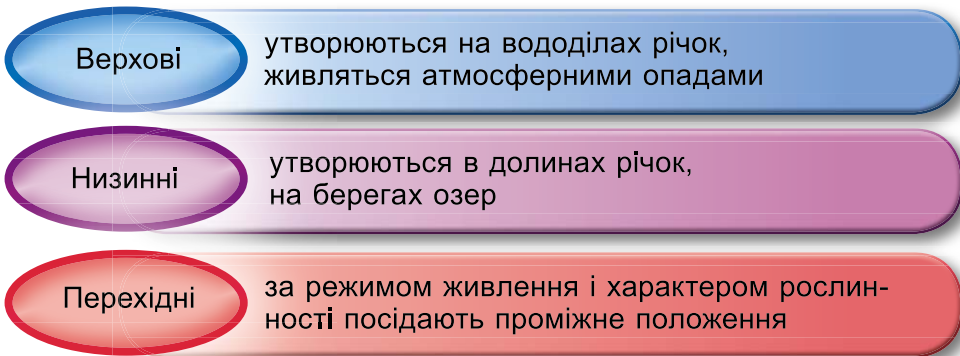 Верхові
утворюються на вододілах річок,
живляться атмосферними опадами
Низинні
утворюються в долинах річок,
на берегах озер
Перехідні
за режимом живлення і характером рослин-
ності посідають проміжне положення